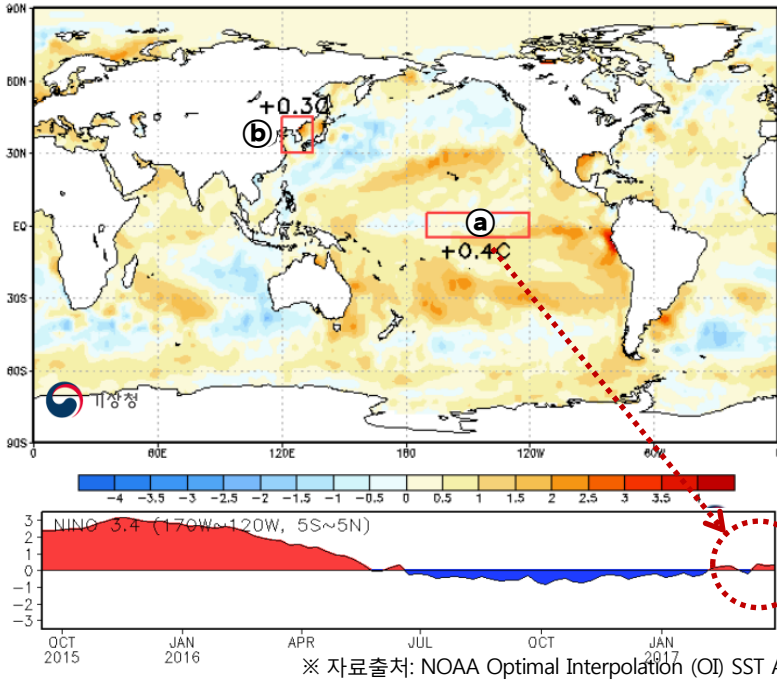 90N
60N
30N
EQ
30S
60S
90S
+0.3C
ⓑ
ⓐ
+0.4C
기상청
0 60E 120E 180 120W 60W 0
-4 -3.5 -3 -2.5 -2 -1.5 -1 -0.5 0 0.5 1 1.5 2 2.5 3 3.5
NINO 3.4 (170W~120W, 5S~5N)
3
2
1
0
-1
-2
-3
OCT JAN APR JUL OCT JAN
2015 2016 2017
※ 자료출처: NOAA Optimal Interpolation (OI) SST